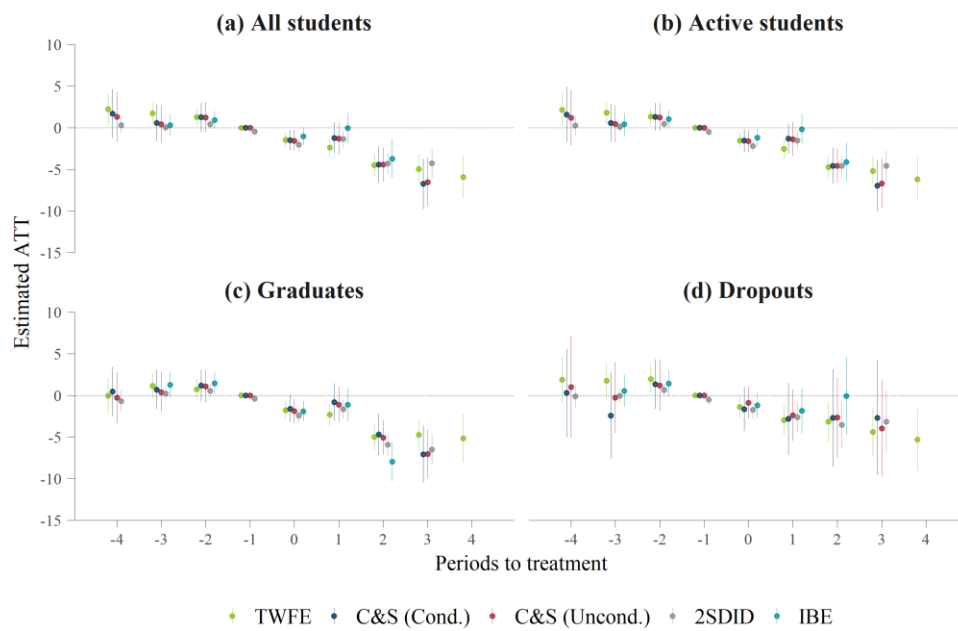 (a) All students
(b) Active students
10
5
0
-5
-10
-15
Estimated ATT
(c) Graduates
(d) Dropouts
10
5
0
-5
-10
-15
-4 -3 -2 -1 0 1 2 3 4
-4 -3 -2 -1 0 1 2 3 4
Periods to treatment
TWFE C&S (Cond.) C&S (Uncond.) 2SDID IBE